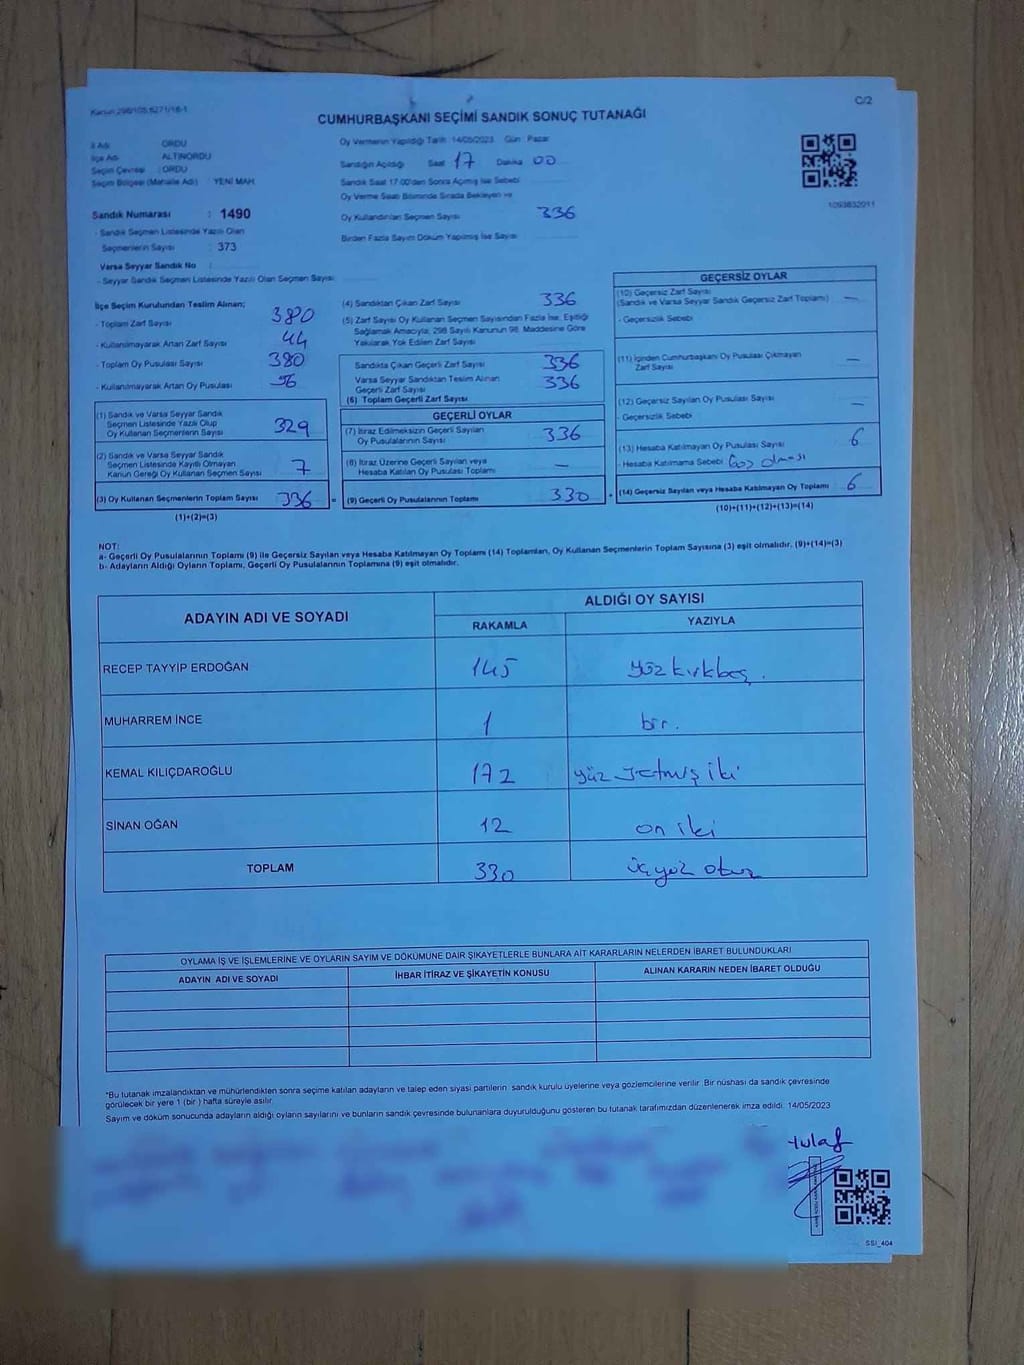 Kanun:298/105,6271/18-1
C/2
CUMHURBAŞKANI SEÇİMİ SANDIK SONUÇ TUTANAĞI
İl Adı : ORDU
İlçe Adı : ALTINORDU
Seçim Çevresi : ORDU
Seçim Bölgesi (Mahalle Adı) : YENİ MAH.
Sandık Numarası : 1490
- Sandık Seçmen Listesinde Yazılı Olan
Seçmenlerin Sayısı : 373
Varsa Seyyar Sandık No :
- Seyyar Sandık Seçmen Listesinde Yazılı Olan Seçmen Sayısı:
Oy Vermenin Yapıldığı Tarih: 14/05/2023 Gün: Pazar
Sandığın Açıldığı Saat 17 Dakika 00
Sandık Saat 17:00'den Sonra Açılmış İse Sebebi
Oy Verme Saati Bitiminde Sırada Bekleyen ve
Oy Kullandırılan Seçmen Sayısı 336
Birden Fazla Sayım Döküm Yapılmış İse Sayısı
1093832011
İlçe Seçim Kurulundan Teslim Alınan;
- Toplam Zarf Sayısı 380
- Kullanılmayarak Artan Zarf Sayısı 44
- Toplam Oy Pusulası Sayısı 380
- Kullanılmayarak Artan Oy Pusulası 56
(1) Sandık ve Varsa Seyyar Sandık
Seçmen Listesinde Yazılı Olup
Oy Kullanan Seçmenlerin Sayısı 329
(2) Sandık ve Varsa Seyyar Sandık
Seçmen Listesinde Kayıtlı Olmayan
Kanun Gereği Oy Kullanan Seçmen Sayısı 7
(3) Oy Kullanan Seçmenlerin Toplam Sayısı 336
(1)+(2)=(3)
(4) Sandıktan Çıkan Zarf Sayısı 336
(5) Zarf Sayısı Oy Kullanan Seçmen Sayısından Fazla İse, Eşitliği
Sağlamak Amacıyla; 298 Sayılı Kanunun 98. Maddesine Göre
Yakılarak Yok Edilen Zarf Sayısı
Sandıkta Çıkan Geçerli Zarf Sayısı 336
Varsa Seyyar Sandıktan Teslim Alınan
Geçerli Zarf Sayısı 336
(6) Toplam Geçerli Zarf Sayısı
GEÇERLİ OYLAR
(7) İtiraz Edilmeksizin Geçerli Sayılan
Oy Pusulalarının Sayısı 336
(8) İtiraz Üzerine Geçerli Sayılan veya
Hesaba Katılan Oy Pusulası Toplamı —
= (9) Geçerli Oy Pusulalarının Toplamı 330 +
GEÇERSİZ OYLAR
(10) Geçersiz Zarf Sayısı
(Sandık ve Varsa Seyyar Sandık Geçersiz Zarf Toplamı) —
- Geçersizlik Sebebi
(11) İçinden Cumhurbaşkanı Oy Pusulası Çıkmayan
Zarf Sayısı —
(12) Geçersiz Sayılan Oy Pusulası Sayısı —
- Geçersizlik Sebebi
(13) Hesaba Katılmayan Oy Pusulası Sayısı 6
- Hesaba Katılmama Sebebi Boş olması
(14) Geçersiz Sayılan veya Hesaba Katılmayan Oy Toplamı 6
(10)+(11)+(12)+(13)=(14)
NOT:
a- Geçerli Oy Pusulalarının Toplamı (9) ile Geçersiz Sayılan veya Hesaba Katılmayan Oy Toplamı (14) Toplamları, Oy Kullanan Seçmenlerin Toplam Sayısına (3) eşit olmalıdır. (9)+(14)=(3)
b- Adayların Aldığı Oyların Toplamı, Geçerli Oy Pusulalarının Toplamına (9) eşit olmalıdır.
ADAYIN ADI VE SOYADI ALDIĞI OY SAYISI
RAKAMLA YAZIYLA
RECEP TAYYİP ERDOĞAN 145 yüz kırkbeş.
MUHARREM İNCE 1 bir.
KEMAL KILIÇDAROĞLU 172 yüz yetmiş iki
SİNAN OĞAN 12 on iki
TOPLAM 330 üçyüz otuz
OYLAMA İŞ VE İŞLEMLERİNE VE OYLARIN SAYIM VE DÖKÜMÜNE DAİR ŞİKAYETLERLE BUNLARA AİT KARARLARIN NELERDEN İBARET BULUNDUKLARI
ADAYIN ADI VE SOYADI İHBAR İTİRAZ VE ŞİKAYETİN KONUSU ALINAN KARARIN NEDEN İBARET OLDUĞU
*Bu tutanak imzalandıktan ve mühürlendikten sonra seçime katılan adayların ve talep eden siyasi partilerin sandık kurulu üyelerine veya gözlemcilerine verilir. Bir nüshası da sandık çevresinde
görülecek bir yere 1 (bir ) hafta süreyle asılır.
Sayım ve döküm sonucunda adayların aldığı oyların sayılarını ve bunların sandık çevresinde bulunanlara duyurulduğunu gösteren bu tutanak tarafımızdan düzenlenerek imza edildi. 14/05/2023
SSI_404